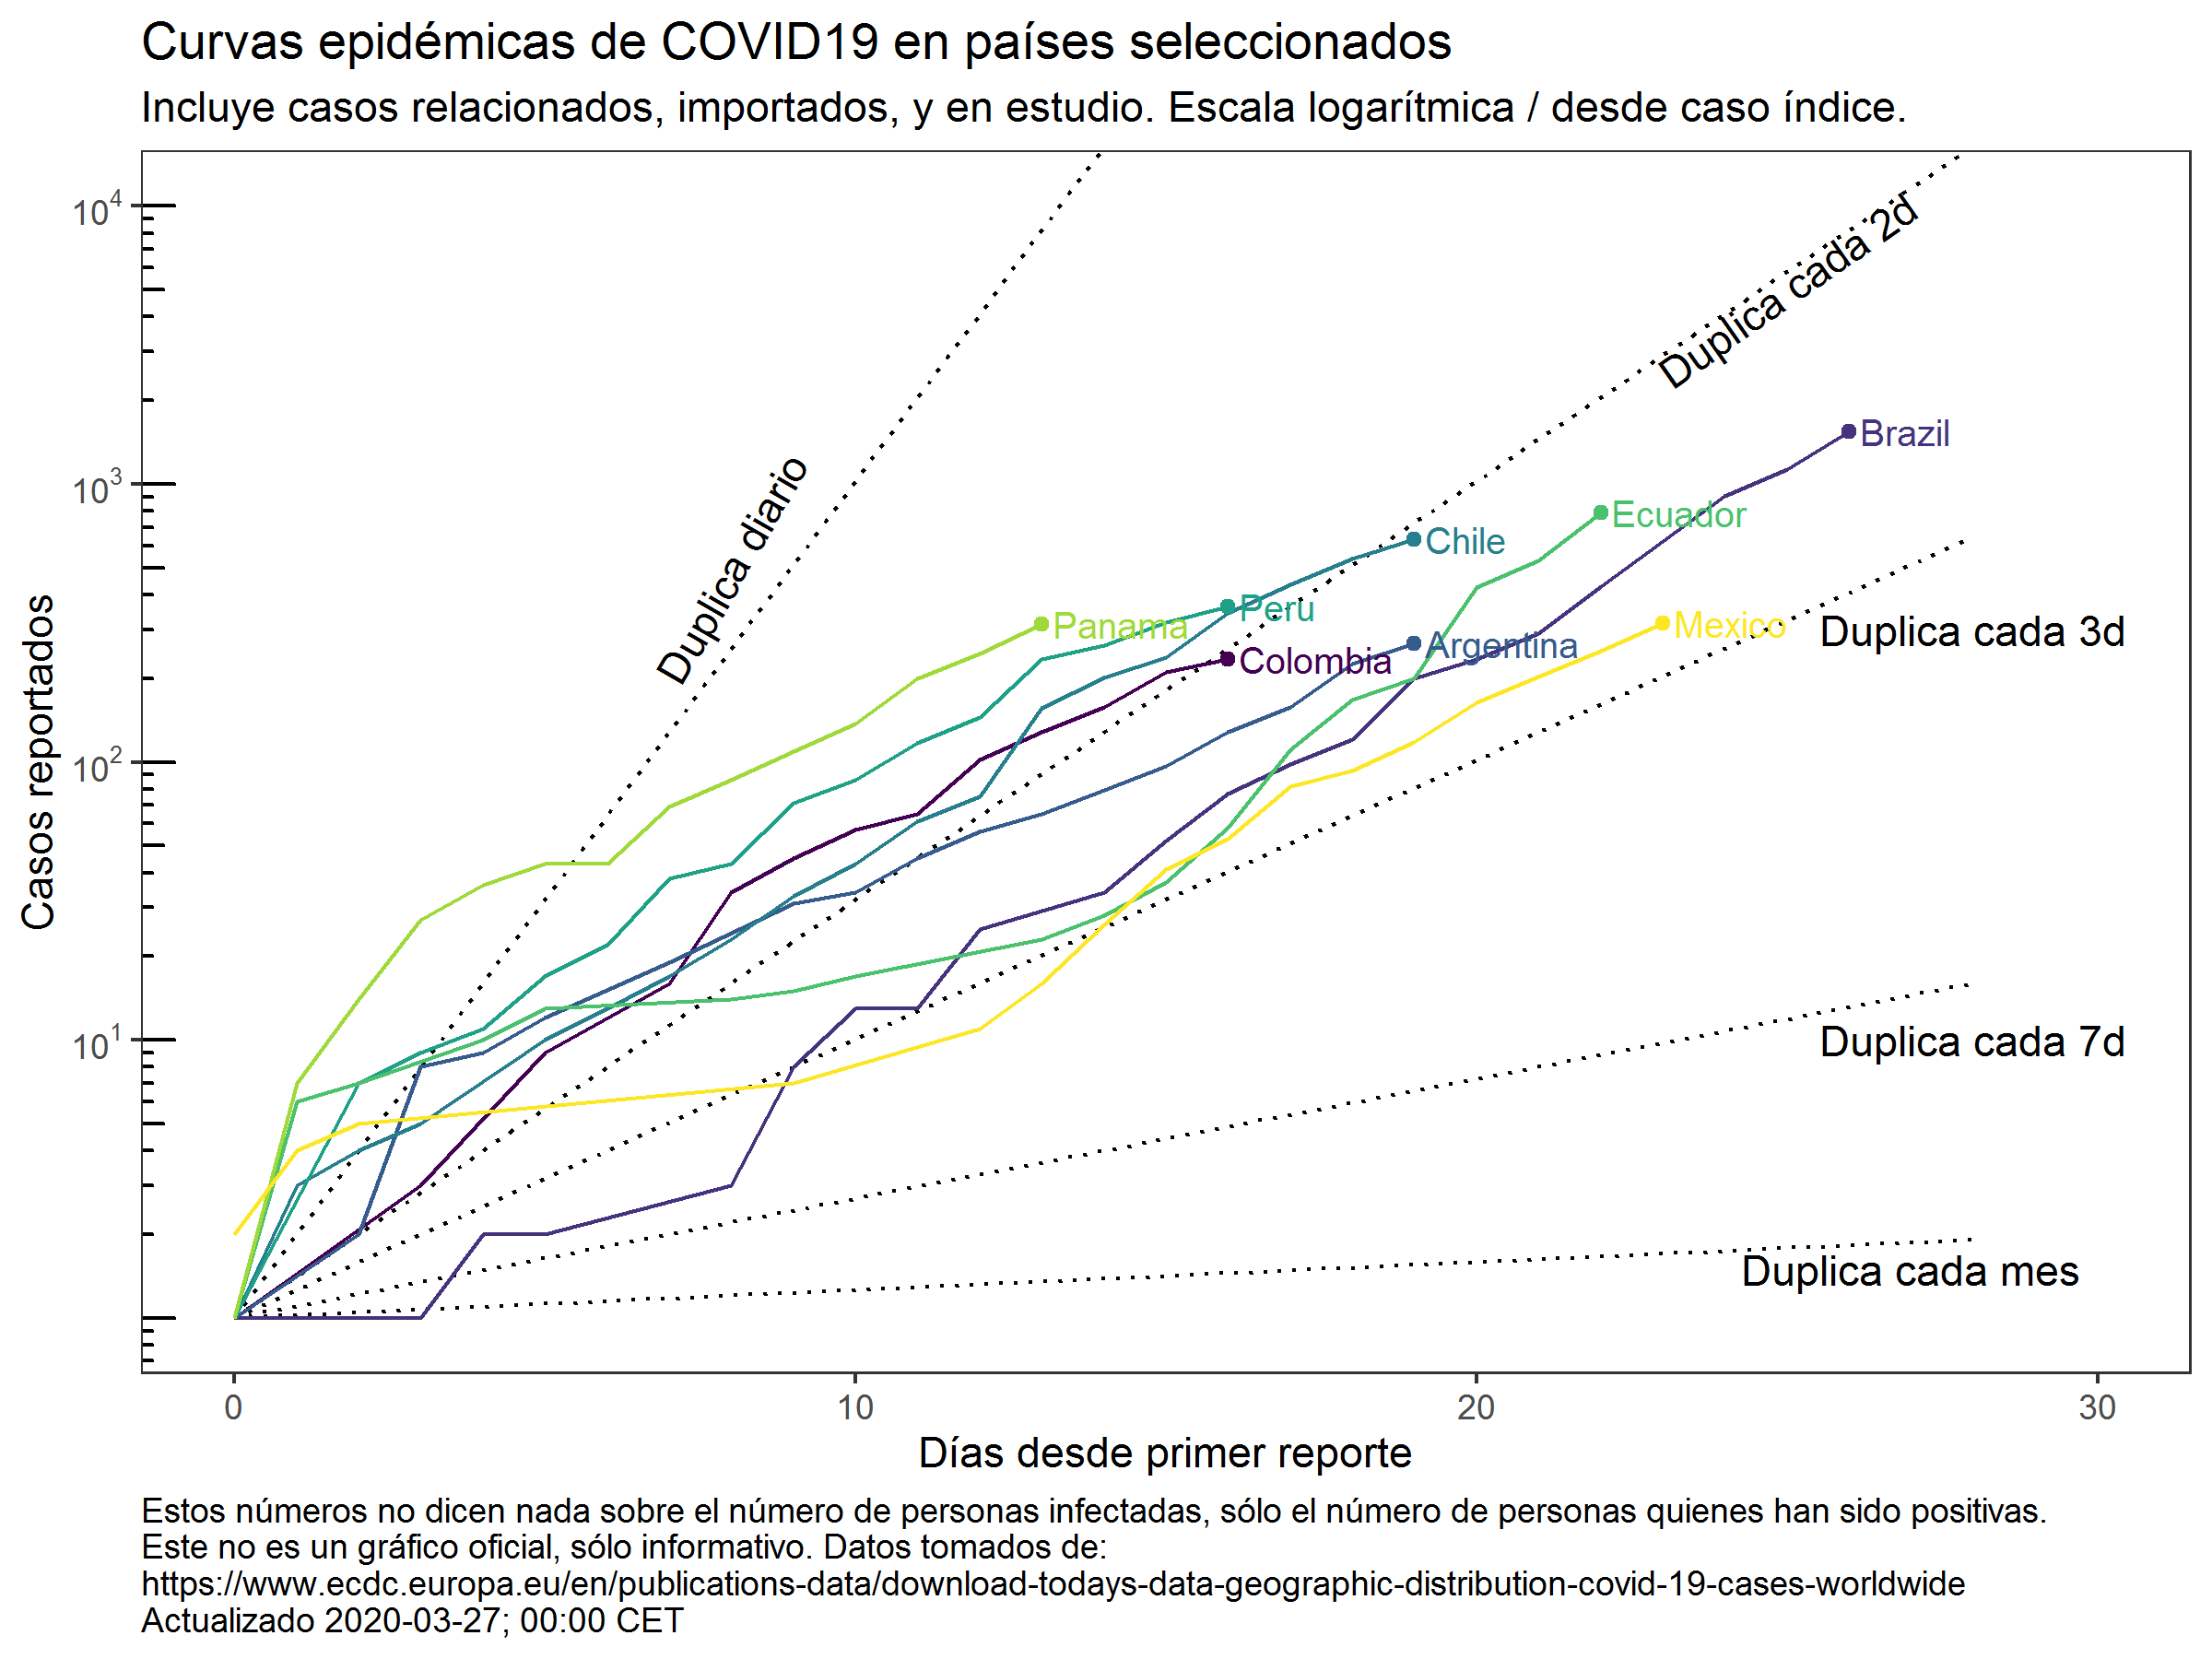 Curvas epidémicas de COVID19 en países seleccionados
Incluye casos relacionados, importados, y en estudio. Escala logarítmica / desde caso índice.
10^4
10^3
10^2
10^1
Casos reportados
Duplica diario
Duplica cada 2d
Brazil
Ecuador
Chile
Peru
Panama
Mexico
Duplica cada 3d
Argentina
Colombia
Duplica cada 7d
Duplica cada mes
0 10 20 30
Días desde primer reporte
Estos números no dicen nada sobre el número de personas infectadas, sólo el número de personas quienes han sido positivas.
Este no es un gráfico oficial, sólo informativo. Datos tomados de:
https://www.ecdc.europa.eu/en/publications-data/download-todays-data-geographic-distribution-covid-19-cases-worldwide
Actualizado 2020-03-27; 00:00 CET